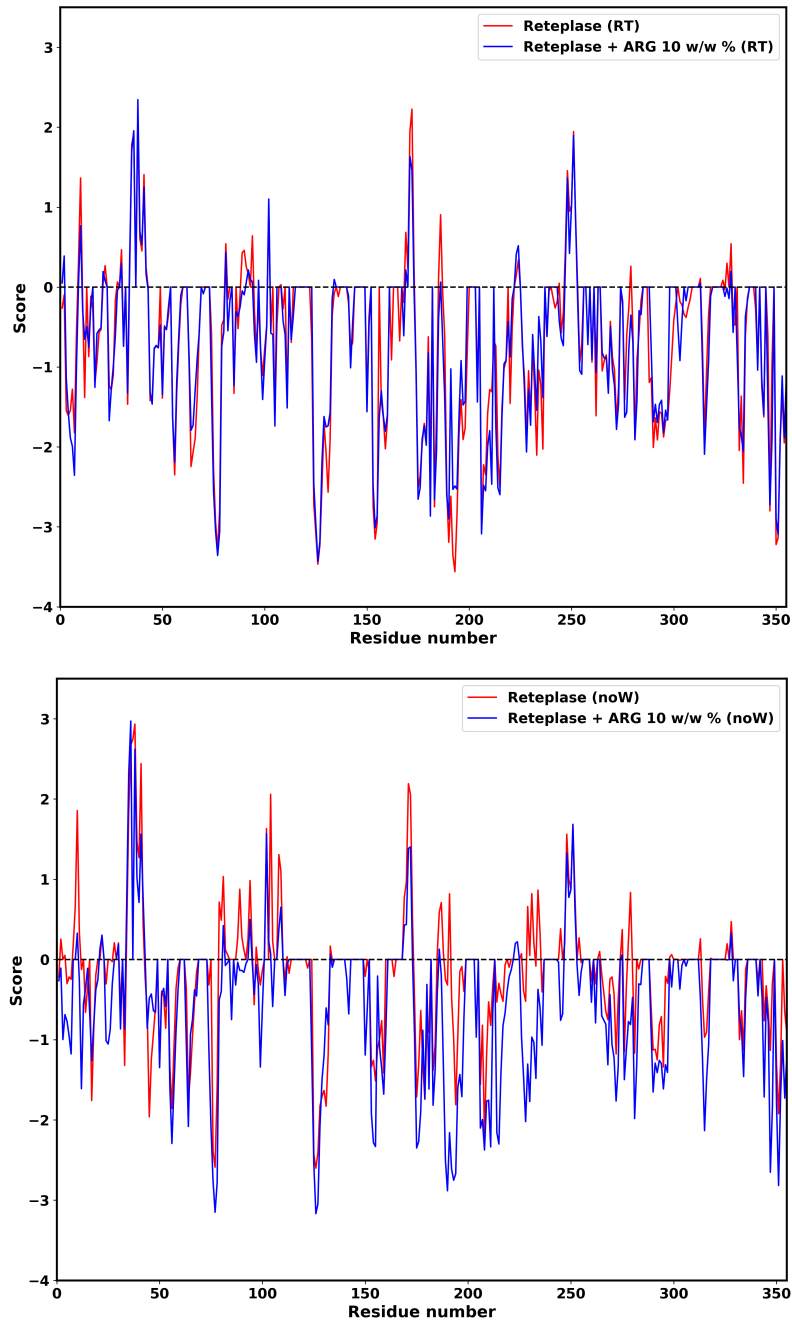 Reteplase (RT)
Reteplase + ARG 10 w/w % (RT)
3
2
1
0
−1
−2
−3
−4
Score
0 50 100 150 200 250 300 350
Residue number
Reteplase (noW)
Reteplase + ARG 10 w/w % (noW)
3
2
1
0
−1
−2
−3
−4
Score
0 50 100 150 200 250 300 350
Residue number